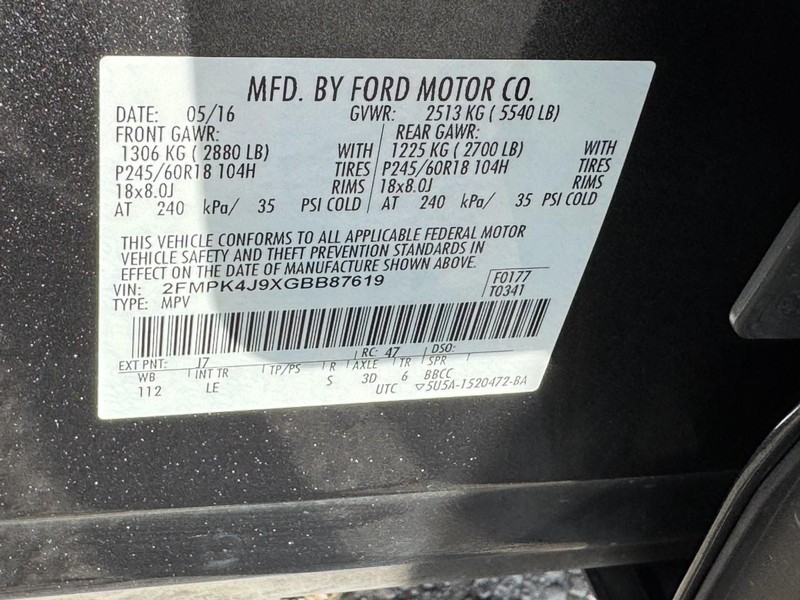 MFD. BY FORD MOTOR CO.
DATE: 05/16 GVWR: 2513 KG ( 5540 LB)
FRONT GAWR: REAR GAWR:
1306 KG ( 2880 LB) WITH 1225 KG ( 2700 LB) WITH
P245/60R18 104H TIRES P245/60R18 104H TIRES
18x8.0J RIMS 18x8.0J RIMS
AT 240 kPa/ 35 PSI COLD AT 240 kPa/ 35 PSI COLD
THIS VEHICLE CONFORMS TO ALL APPLICABLE FEDERAL MOTOR
VEHICLE SAFETY AND THEFT PREVENTION STANDARDS IN
EFFECT ON THE DATE OF MANUFACTURE SHOWN ABOVE.
VIN: 2FMPK4J9XGBB87619 F0177
TYPE: MPV T0341
EXT PNT: J7 RC: 47 DSO:
WB INT TR TP/PS R AXLE TR SPR
112 LE S 3D 6 BBCC
UTC ▽5U5A-1520472-BA